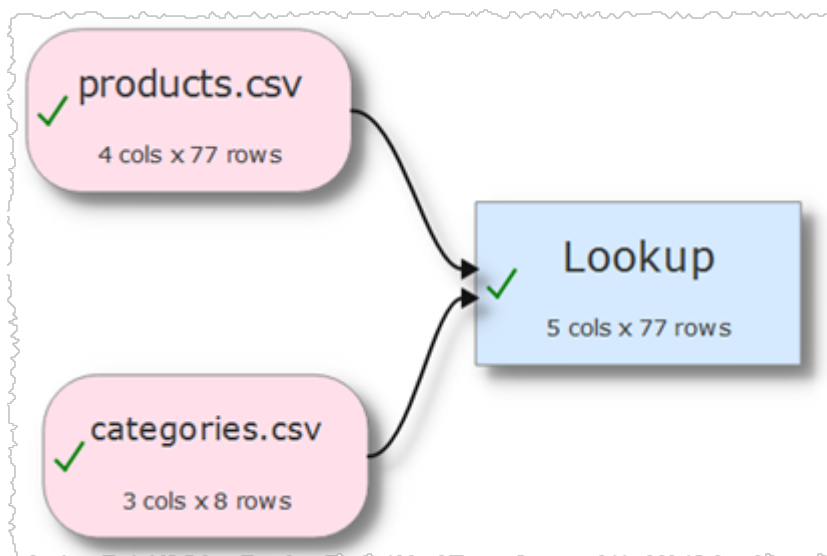 products.csv
4 cols x 77 rows
Lookup
5 cols x 77 rows
categories.csv
3 cols x 8 rows